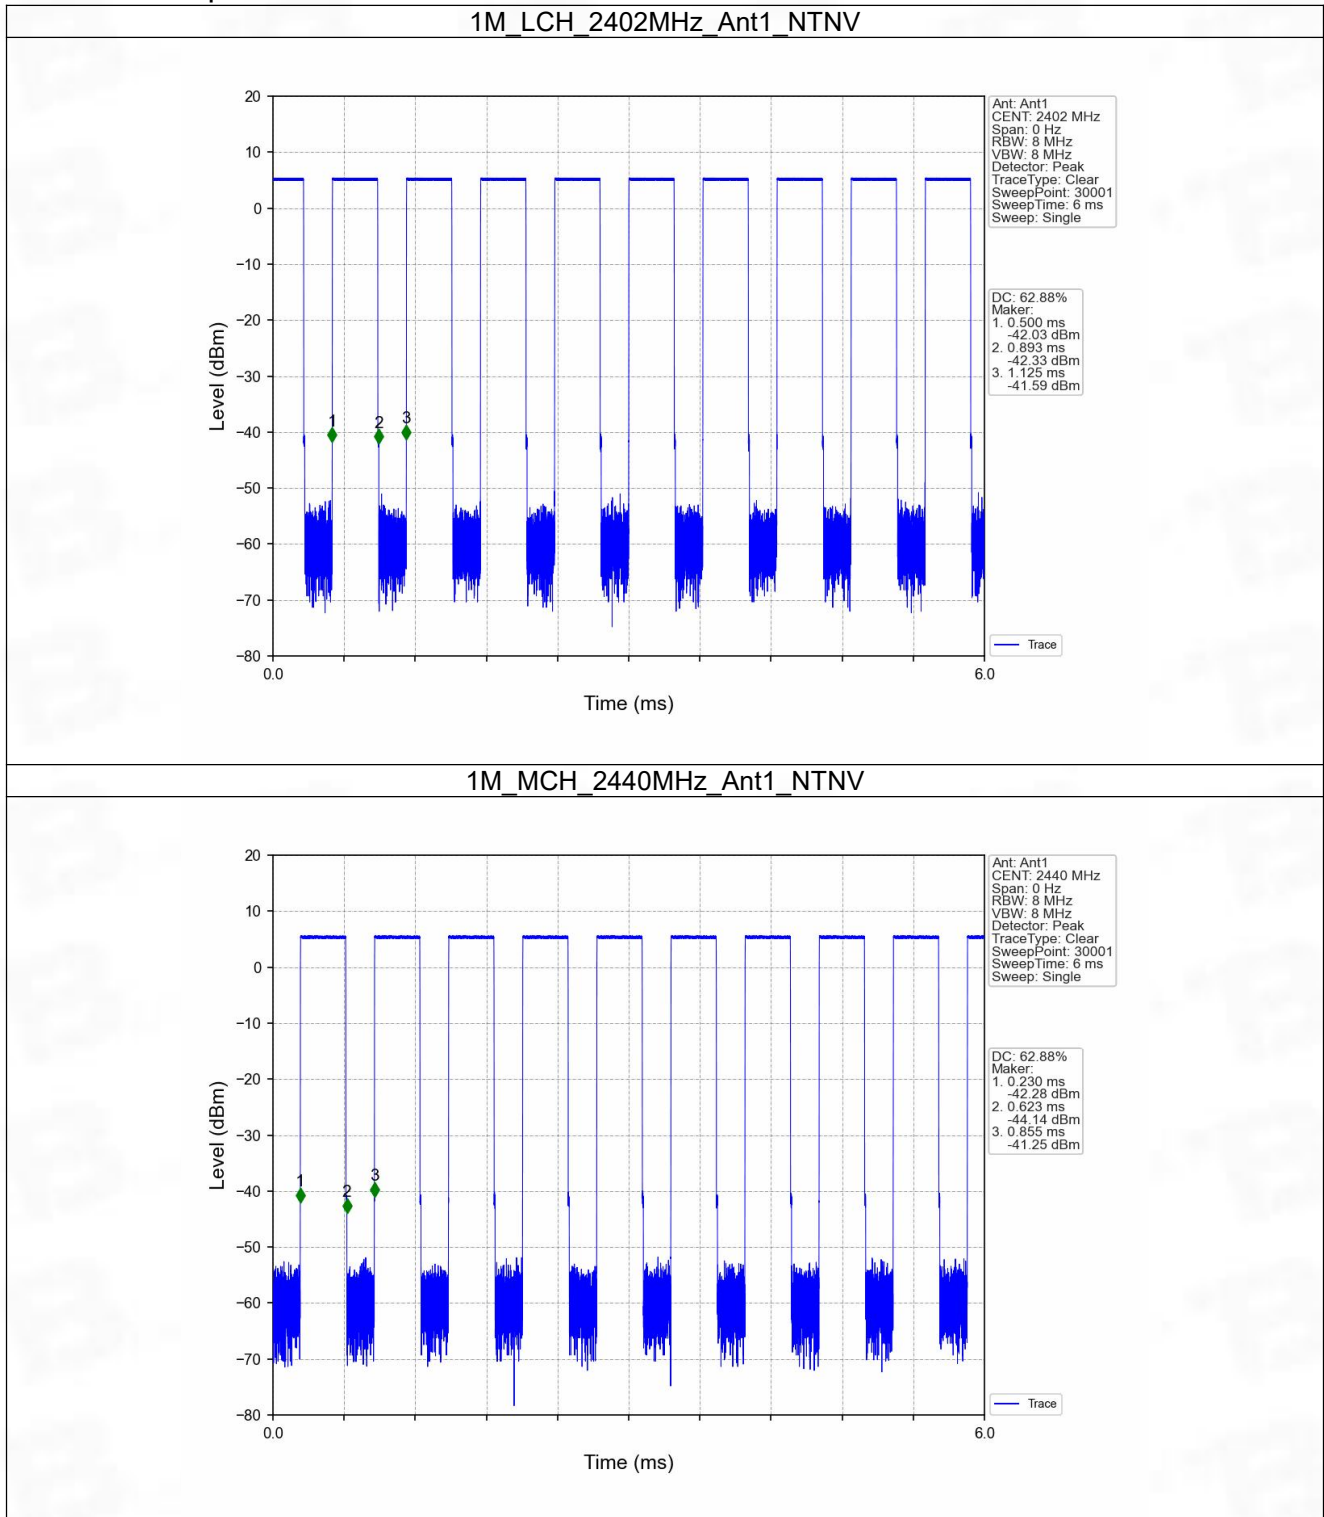 1M_LCH_2402MHz_Ant1_NTNV
20
10
0
−10
−20
−30
−40
−50
−60
−70
−80
Level (dBm)
1
2
3
0.0
6.0
Time (ms)
Ant: Ant1
CENT: 2402 MHz
Span: 0 Hz
RBW: 8 MHz
VBW: 8 MHz
Detector: Peak
TraceType: Clear
SweepPoint: 30001
SweepTime: 6 ms
Sweep: Single
DC: 62.88%
Maker:
1. 0.500 ms
-42.03 dBm
2. 0.893 ms
-42.33 dBm
3. 1.125 ms
-41.59 dBm
Trace
1M_MCH_2440MHz_Ant1_NTNV
20
10
0
−10
−20
−30
−40
−50
−60
−70
−80
Level (dBm)
1
2
3
0.0
6.0
Time (ms)
Ant: Ant1
CENT: 2440 MHz
Span: 0 Hz
RBW: 8 MHz
VBW: 8 MHz
Detector: Peak
TraceType: Clear
SweepPoint: 30001
SweepTime: 6 ms
Sweep: Single
DC: 62.88%
Maker:
1. 0.230 ms
-42.28 dBm
2. 0.623 ms
-44.14 dBm
3. 0.855 ms
-41.25 dBm
Trace